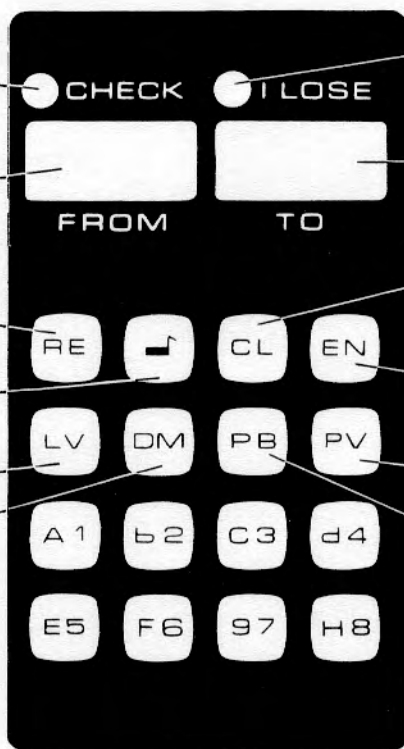 CHECK I LOSE
FROM TO
RE CL EN
LV DM PB PV
A1 b2 C3 d4
E5 F6 97 H8